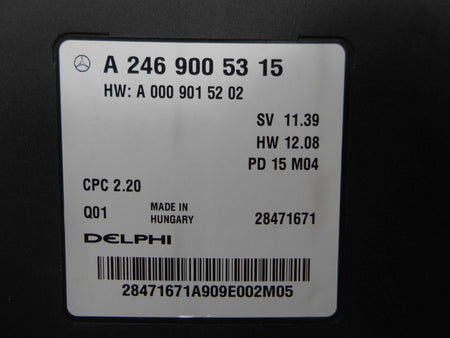 A 246 900 53 15
HW: A 000 901 52 02
SV 11.39
HW 12.08
PD 15 M04
CPC 2.20
Q01 MADE IN HUNGARY 28471671
DELPHI
28471671A909E002M05